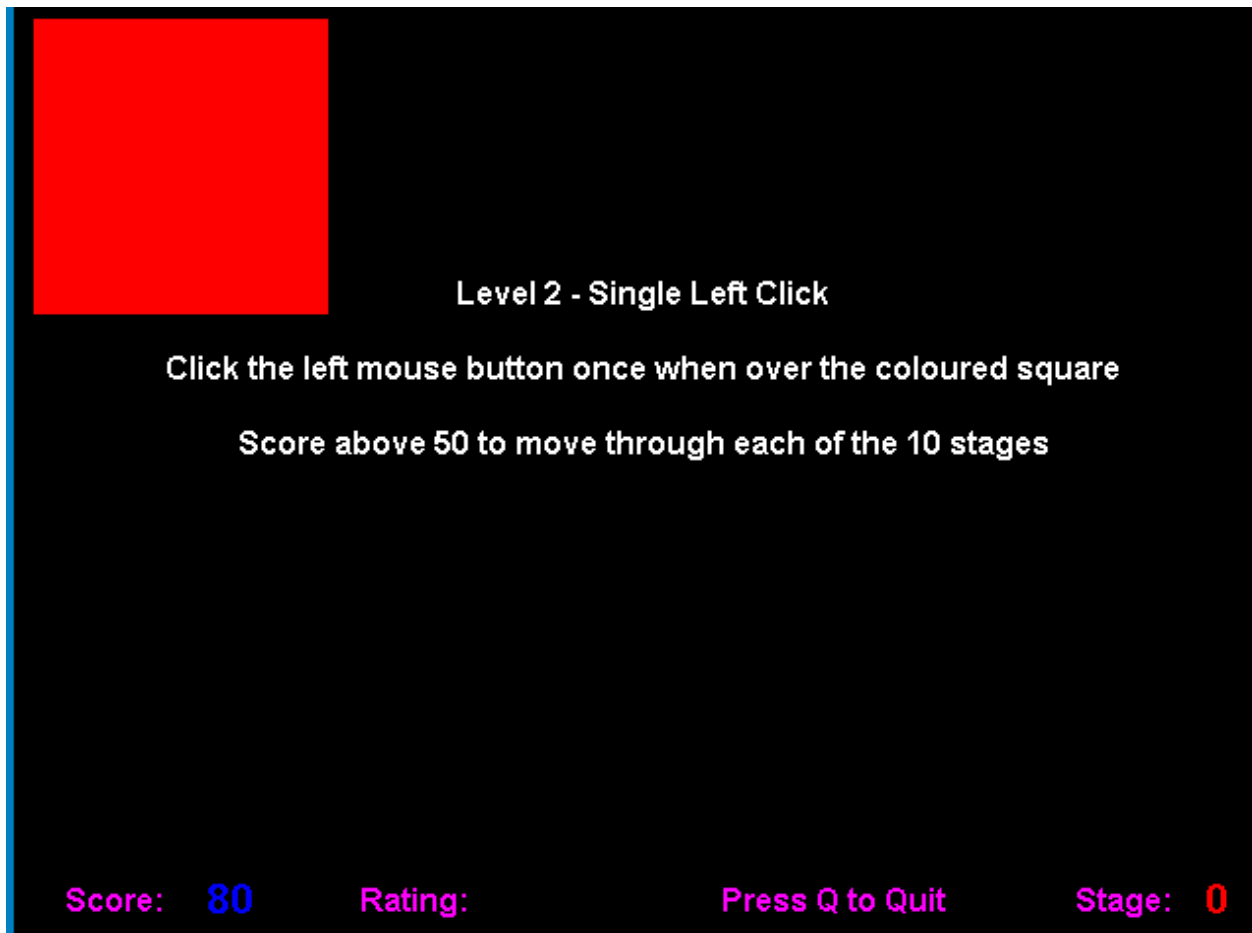 Level 2 - Single Left Click
Click the left mouse button once when over the coloured square
Score above 50 to move through each of the 10 stages
Score: 80 Rating: Press Q to Quit Stage: 0